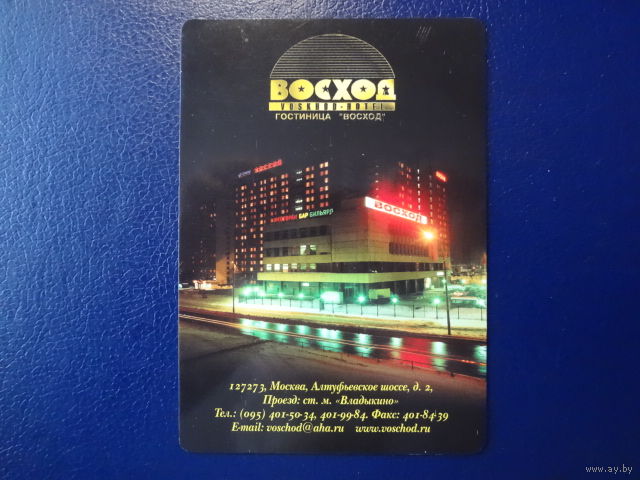 ВОСХОД
VOSKHOD-HOTEL
ГОСТИНИЦА "ВОСХОД"
БАР БИЛЬЯРД
ВОСХОД
127273, Москва, Алтуфьевское шоссе, д. 2,
Проезд: ст. м. «Владыкино»
Тел.: (095) 401-50-34, 401-99-84. Факс: 401-84-39
E-mail: voschod@aha.ru www.voschod.ru
www.ay.by